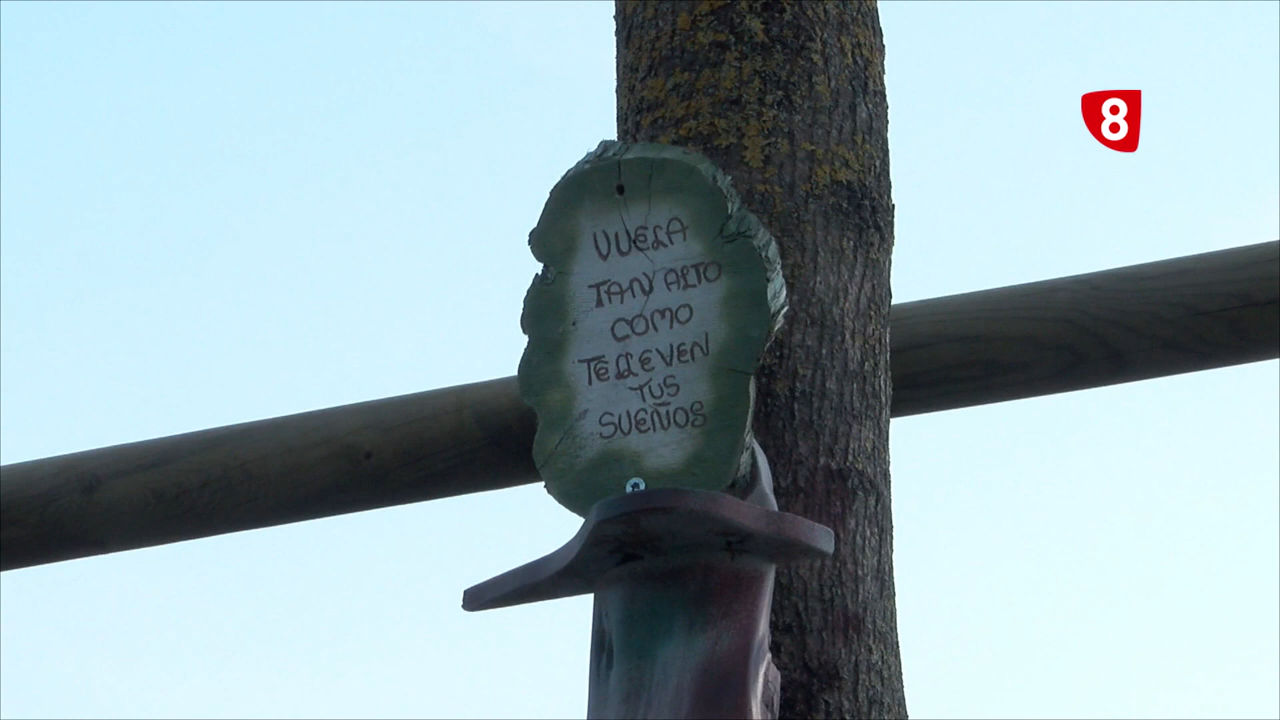 8
VUELA
TAN ALTO
COMO
TE LLEVEN
TUS
SUEÑOS